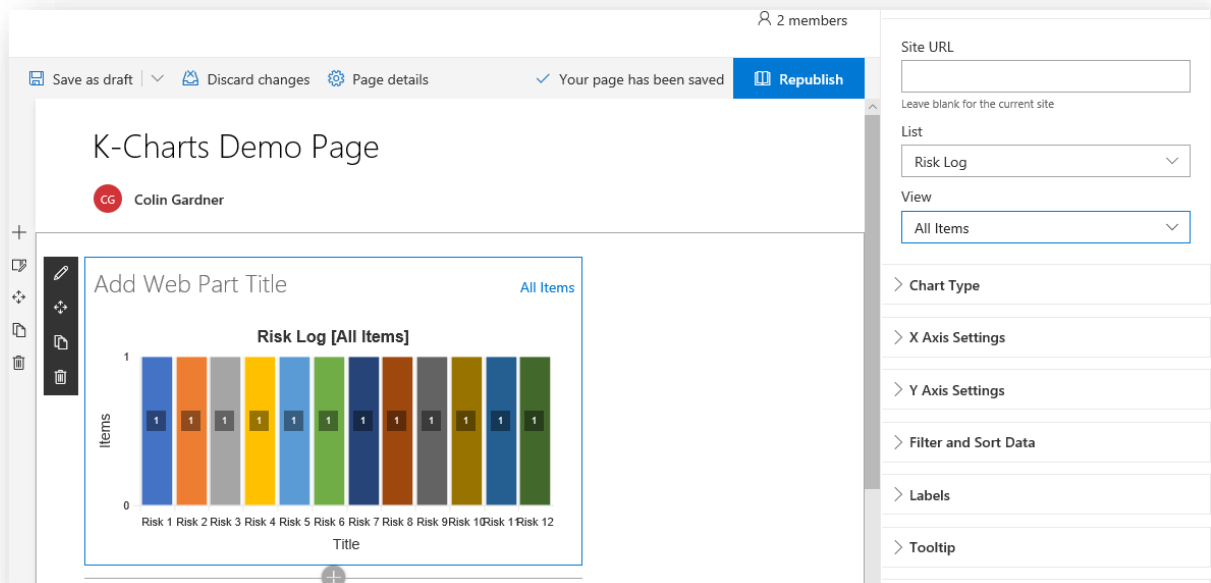 2 members
Save as draft
Discard changes
Page details
Your page has been saved
Republish
K-Charts Demo Page
CG
Colin Gardner
Add Web Part Title
All Items
Risk Log [All Items]
1
1 1 1 1 1 1 1 1 1 1 1 1
Items
0
Risk 1 Risk 2 Risk 3 Risk 4 Risk 5 Risk 6 Risk 7 Risk 8 Risk 9 Risk 10 Risk 11 Risk 12
Title
Site URL
Leave blank for the current site
List
Risk Log
View
All Items
Chart Type
X Axis Settings
Y Axis Settings
Filter and Sort Data
Labels
Tooltip